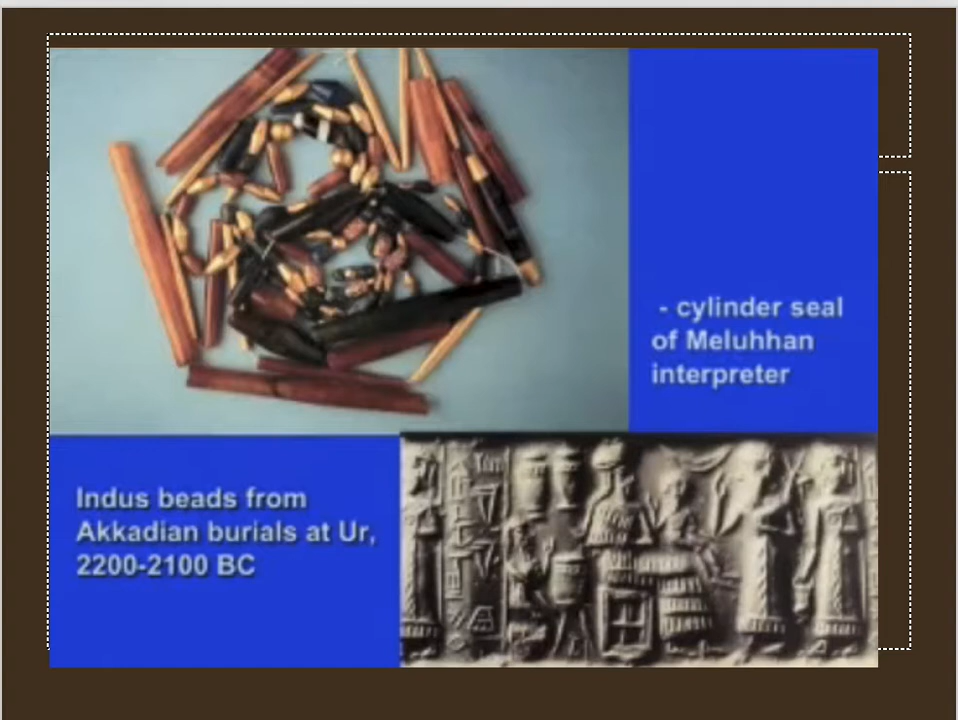 - cylinder seal
of Meluhhan
interpreter
Indus beads from
Akkadian burials at Ur,
2200-2100 BC